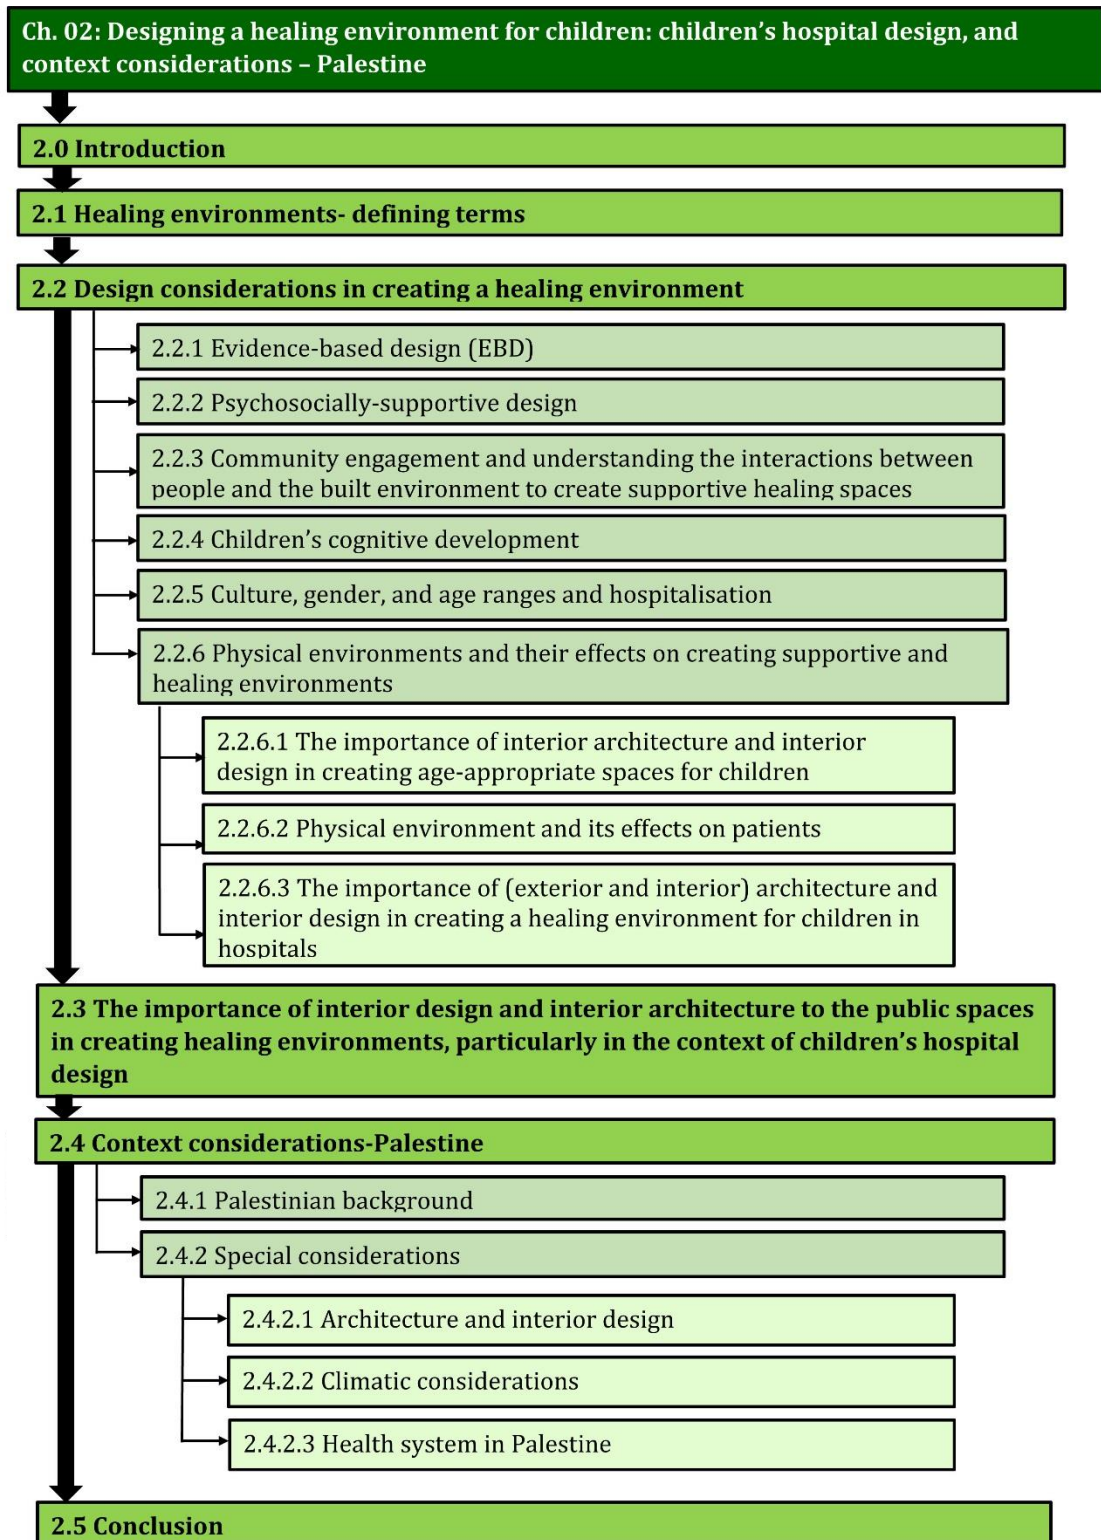 Ch. 02: Designing a healing environment for children: children’s hospital design, and
context considerations – Palestine
2.0 Introduction
2.1 Healing environments- defining terms
2.2 Design considerations in creating a healing environment
2.2.1 Evidence-based design (EBD)
2.2.2 Psychosocially-supportive design
2.2.3 Community engagement and understanding the interactions between
people and the built environment to create supportive healing spaces
2.2.4 Children’s cognitive development
2.2.5 Culture, gender, and age ranges and hospitalisation
2.2.6 Physical environments and their effects on creating supportive and
healing environments
2.2.6.1 The importance of interior architecture and interior
design in creating age-appropriate spaces for children
2.2.6.2 Physical environment and its effects on patients
2.2.6.3 The importance of (exterior and interior) architecture and
interior design in creating a healing environment for children in
hospitals
2.3 The importance of interior design and interior architecture to the public spaces
in creating healing environments, particularly in the context of children’s hospital
design
2.4 Context considerations-Palestine
2.4.1 Palestinian background
2.4.2 Special considerations
2.4.2.1 Architecture and interior design
2.4.2.2 Climatic considerations
2.4.2.3 Health system in Palestine
2.5 Conclusion